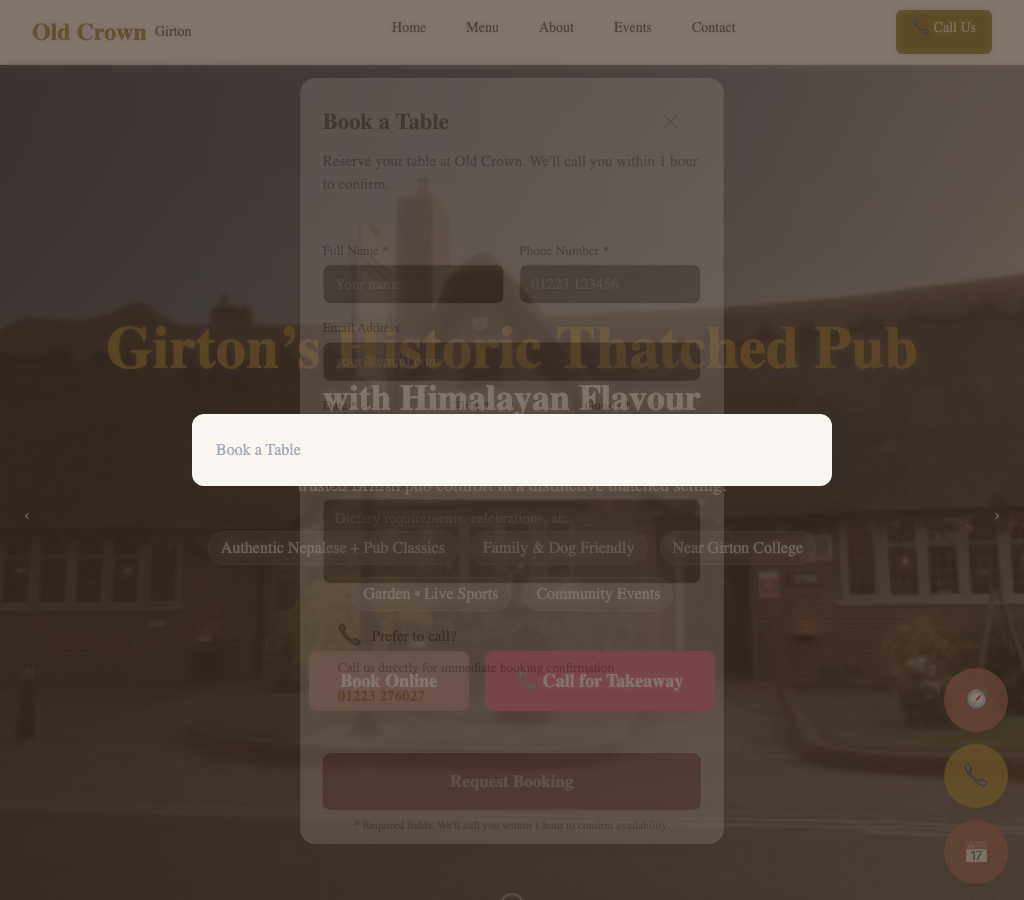 Old Crown Girton
Home Menu About Events Contact
📞 Call Us
Book a Table ×
Reserve your table at Old Crown. We'll call you within 1 hour
to confirm.
Full Name * Phone Number *
Your name 01223 123456
Email Address
your@email.com
Girton's Historic Thatched Pub
with Himalayan Flavour
Book a Table
trusted British pub comfort in a distinctive thatched setting.
‹ ›
Dietary requirements, celebrations, etc.
Authentic Nepalese + Pub Classics Family & Dog Friendly Near Girton College
Garden • Live Sports Community Events
📞 Prefer to call?
Call us directly for immediate booking confirmation
Book Online 📞 Call for Takeaway
01223 276027
Request Booking
* Required fields. We'll call you within 1 hour to confirm availability.
17